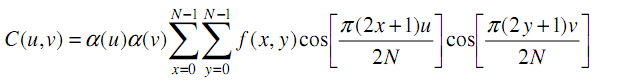 C(u,v) = α(u)α(v) ∑_{x=0}^{N−1} ∑_{y=0}^{N−1} f(x,y) cos[π(2x+1)u / 2N] cos[π(2y+1)v / 2N]